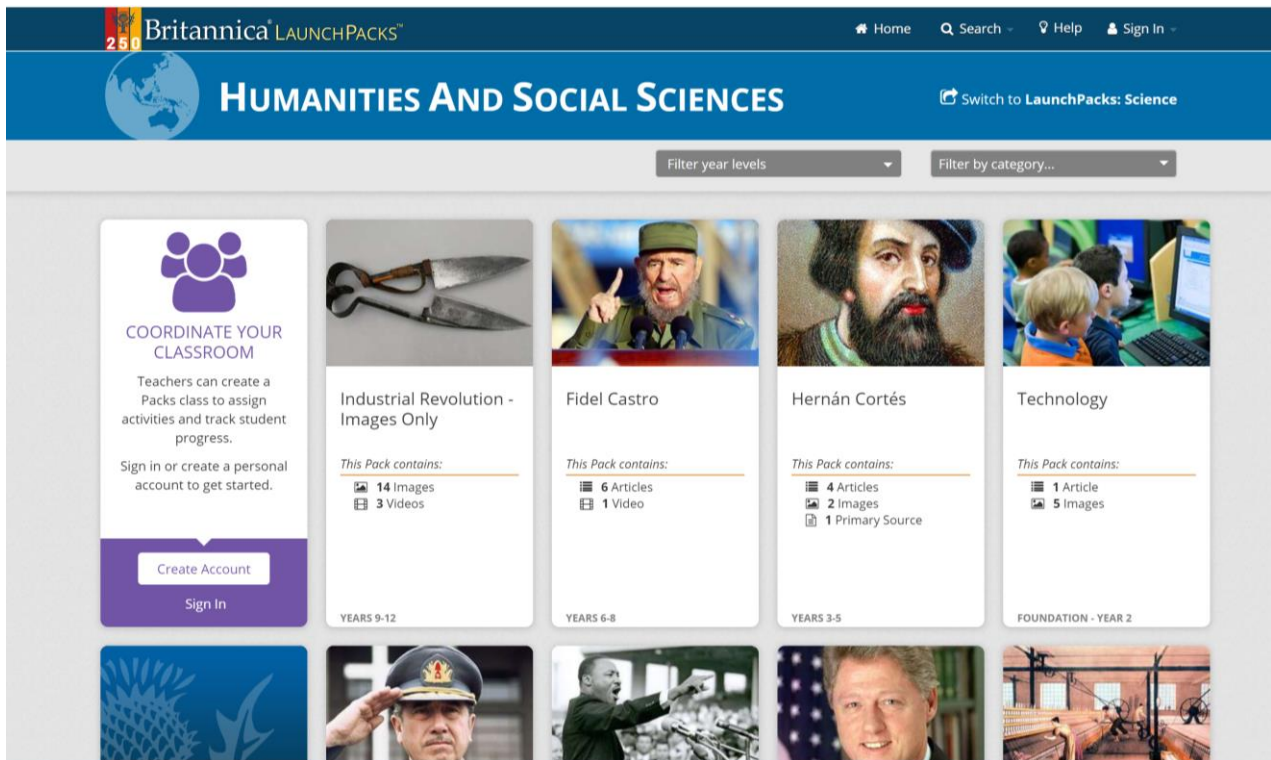 250
Britannica® LAUNCHPACKS™
Home
Search
Help
Sign In
HUMANITIES AND SOCIAL SCIENCES
Switch to LaunchPacks: Science
Filter year levels
Filter by category...
COORDINATE YOUR
CLASSROOM
Teachers can create a
Packs class to assign
activities and track student
progress.
Sign in or create a personal
account to get started.
Create Account
Sign In
Industrial Revolution -
Images Only
This Pack contains:
14 Images
3 Videos
YEARS 9-12
Fidel Castro
This Pack contains:
6 Articles
1 Video
YEARS 6-8
Hernán Cortés
This Pack contains:
4 Articles
2 Images
1 Primary Source
YEARS 3-5
Technology
This Pack contains:
1 Article
5 Images
FOUNDATION - YEAR 2